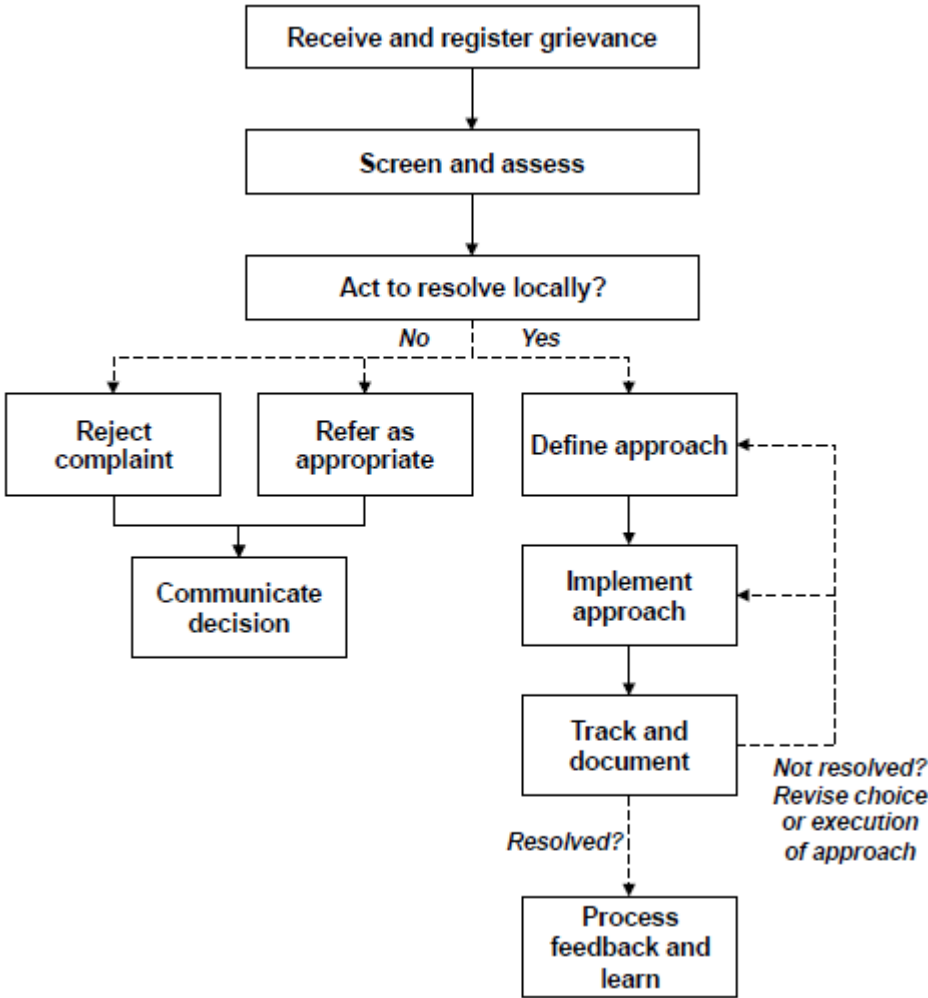 Receive and register grievance
Screen and assess
Act to resolve locally?
No
Yes
Reject
complaint
Refer as
appropriate
Define approach
Communicate
decision
Implement
approach
Track and
document
Not resolved?
Revise choice
or execution
of approach
Resolved?
Process
feedback and
learn